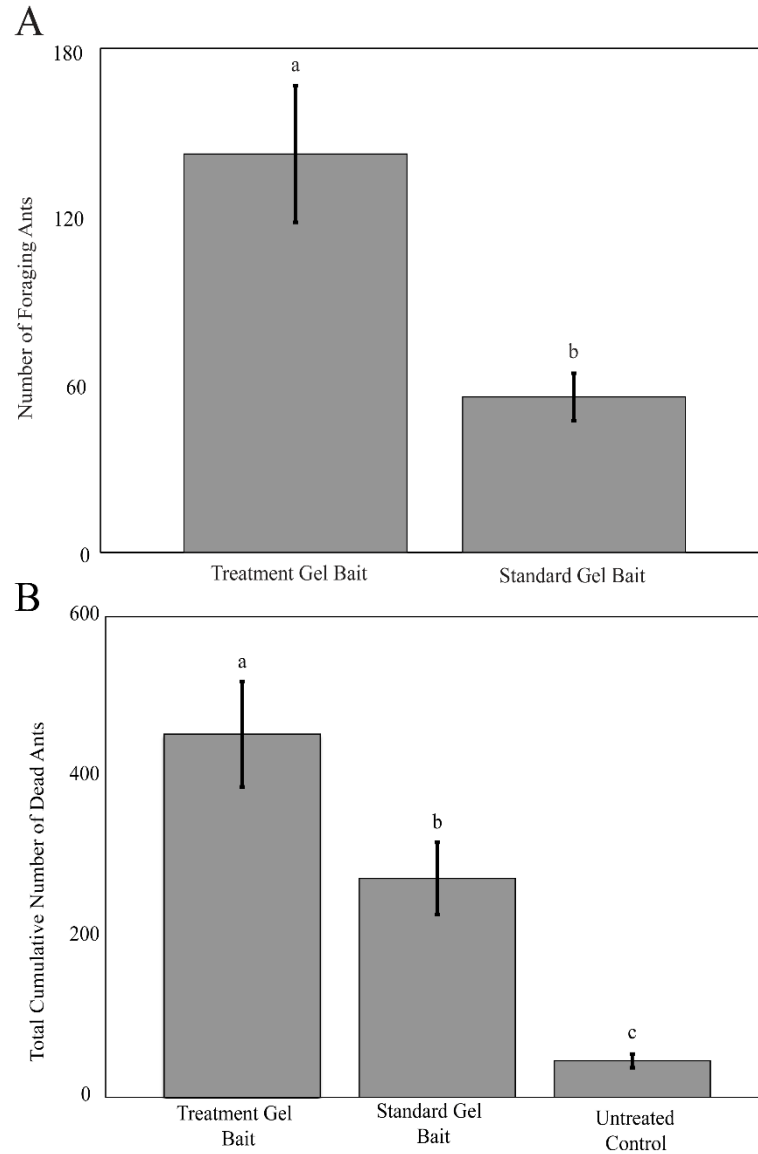 A
180
120
60
0
Number of Foraging Ants
a
b
Treatment Gel Bait
Standard Gel Bait
B
600
400
200
0
Total Cumulative Number of Dead Ants
a
b
c
Treatment Gel
Bait
Standard Gel
Bait
Untreated
Control